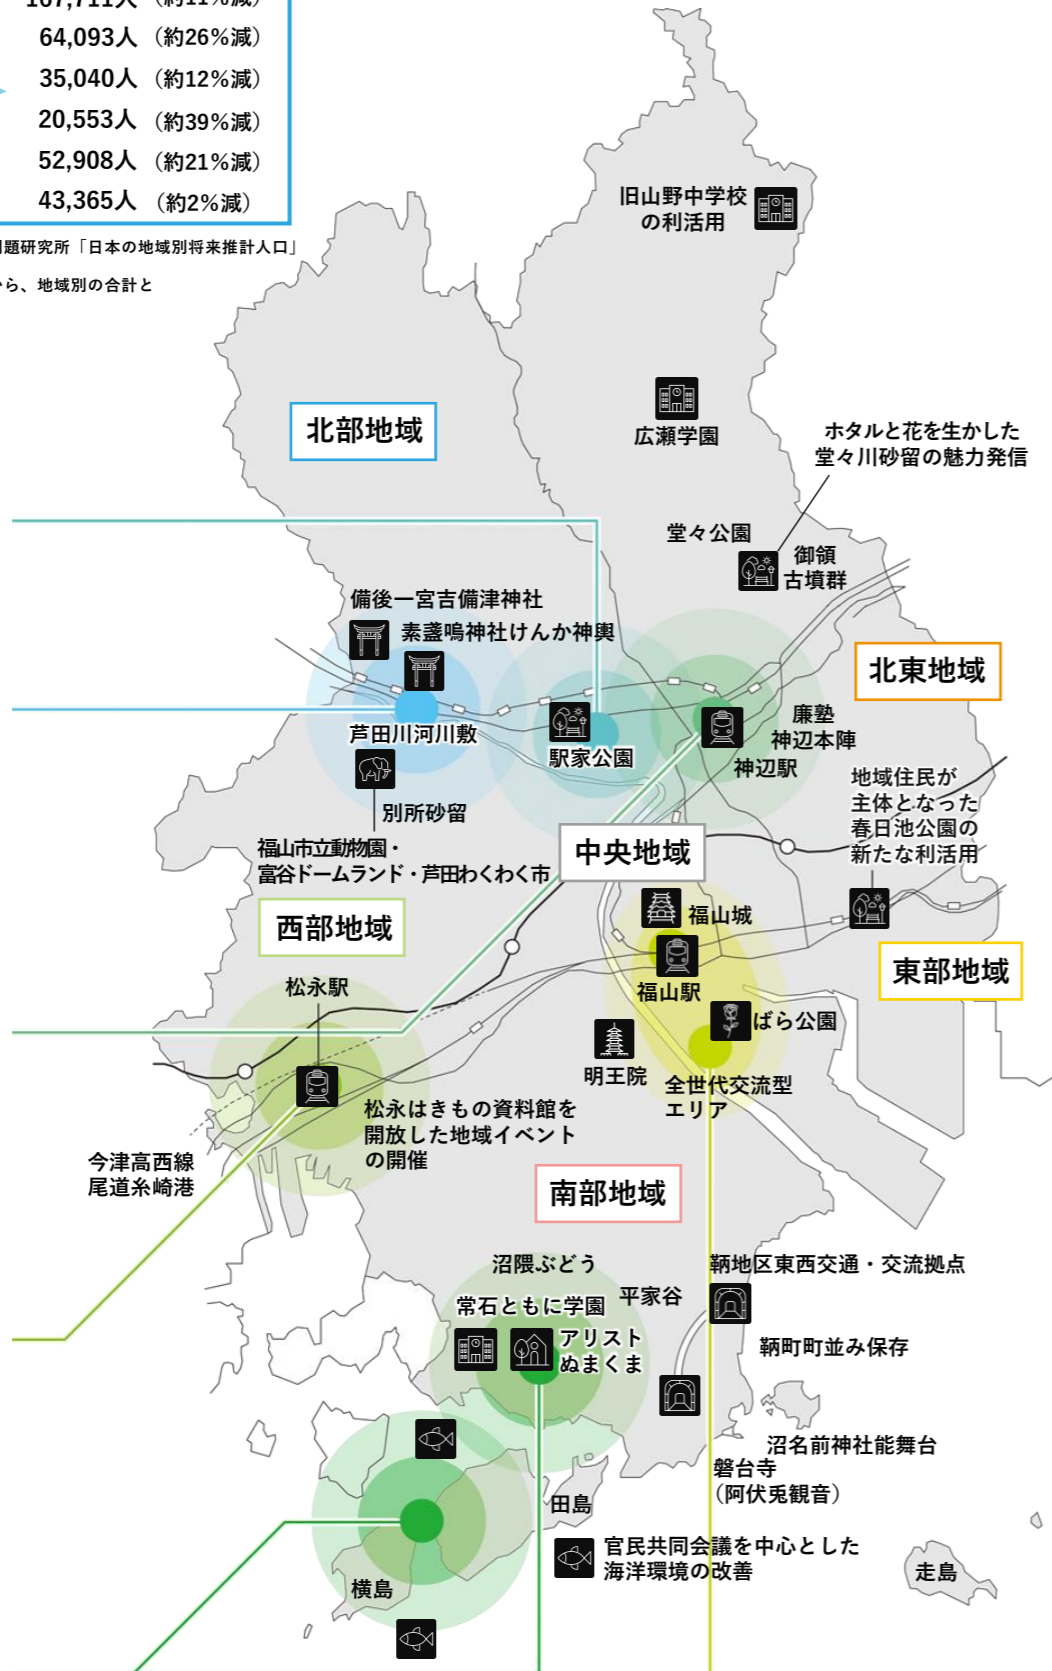 167,711人（約11%減）
64,093人（約26%減）
35,040人（約12%減）
20,553人（約39%減）
52,908人（約21%減）
43,365人（約2%減）
題研究所「日本の地域別将来推計人口」
ら、地域別の合計と
旧山野中学校
の利活用
北部地域
広瀬学園
ホタルと花を生かした
堂々川砂留の魅力発信
堂々公園
御領
古墳群
備後一宮吉備津神社
素盞嗚神社けんか神輿
北東地域
芦田川河川敷
駅家公園
廉塾
神辺本陣
神辺駅
別所砂留
福山市立動物園・
富谷ドームランド・芦田わくわく市
地域住民が
主体となった
春日池公園の
新たな利活用
中央地域
西部地域
福山城
福山駅
東部地域
松永駅
ばら公園
明王院
全世代交流型
エリア
松永はきもの資料館を
開放した地域イベント
の開催
今津高西線
尾道糸崎港
南部地域
沼隈ぶどう
常石ともに学園
アリスト
ぬまくま
平家谷
鞆地区東西交通・交流拠点
鞆町町並み保存
沼名前神社能舞台
磐台寺
（阿伏兎観音）
田島
官民共同会議を中心とした
海洋環境の改善
横島
走島